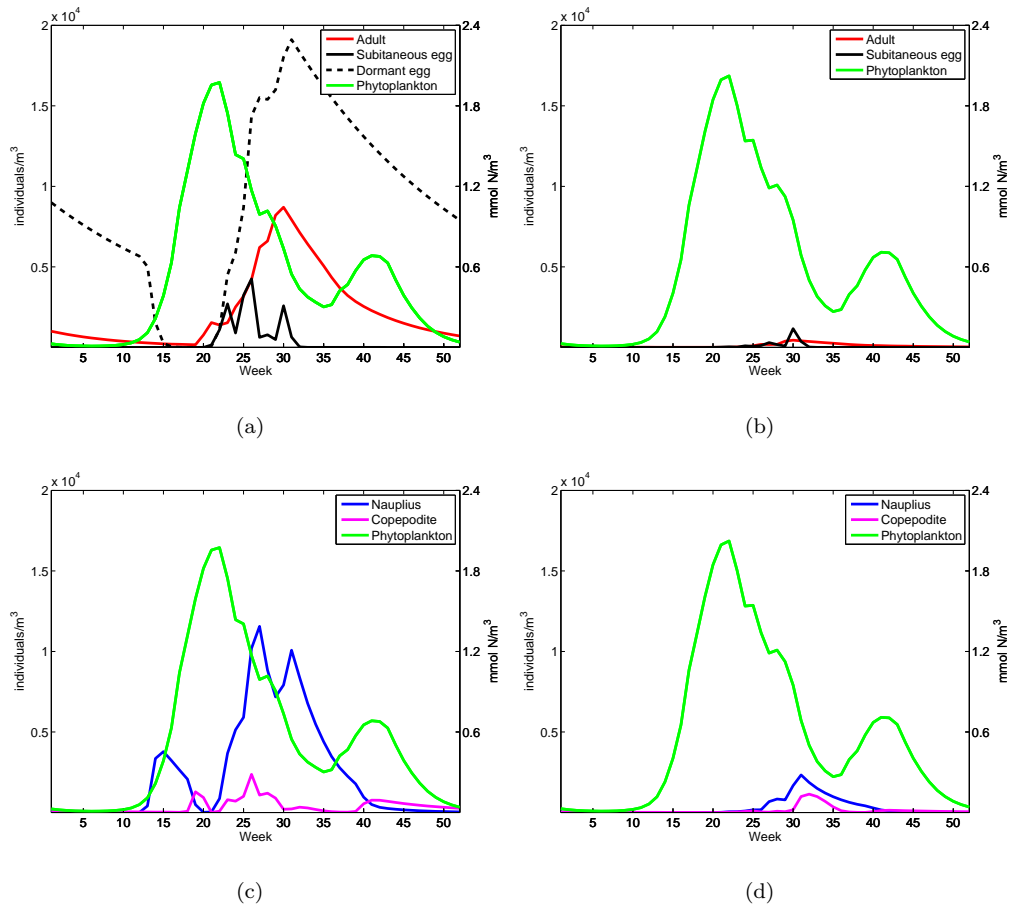 x 10^4
2
2.4
Adult
Subitaneous egg
Dormant egg
Phytoplankton
1.5
1.8
individuals/m^3
1
1.2
mmol N/m^3
0.5
0.6
5 10 15 20 25 30 35 40 45 50
Week
(a)
x 10^4
2
2.4
Adult
Subitaneous egg
Phytoplankton
1.5
1.8
individuals/m^3
1
1.2
mmol N/m^3
0.5
0.6
5 10 15 20 25 30 35 40 45 50
Week
(b)
x 10^4
2
2.4
Nauplius
Copepodite
Phytoplankton
1.5
1.8
individuals/m^3
1
1.2
mmol N/m^3
0.5
0.6
5 10 15 20 25 30 35 40 45 50
Week
(c)
x 10^4
2
2.4
Nauplius
Copepodite
Phytoplankton
1.5
1.8
individuals/m^3
1
1.2
mmol N/m^3
0.5
0.6
5 10 15 20 25 30 35 40 45 50
Week
(d)